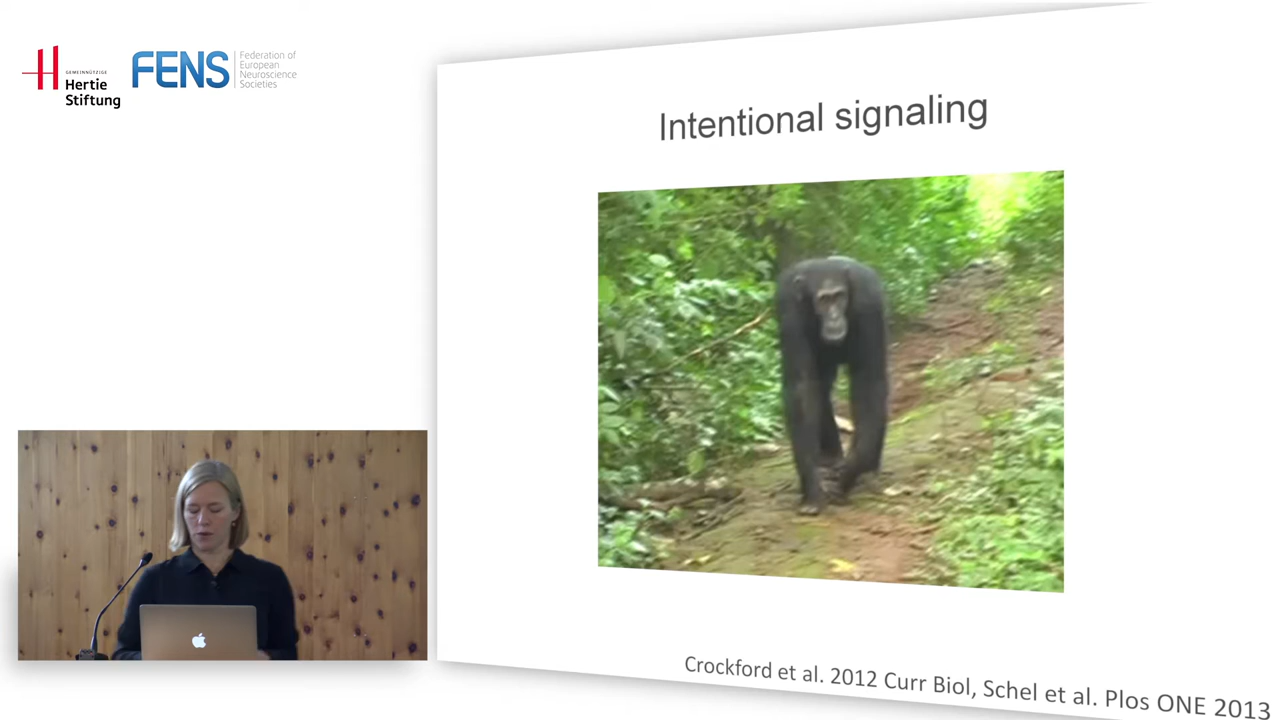 GEMEINNÜTZIGE
Hertie
Stiftung
FENS
Federation of
European
Neuroscience
Societies
Intentional signaling
Crockford et al. 2012 Curr Biol, Schel et al. Plos ONE 2013